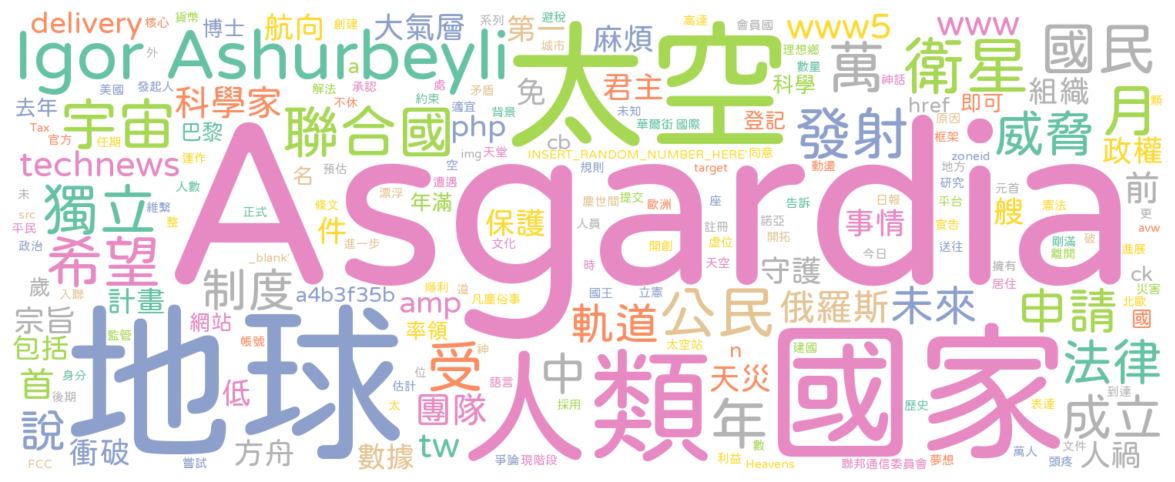 Asgardia
太空
地球
人類
國家
Igor Ashurbeyli
delivery
核心
貨幣
博士
航向
創建
大氣層
系列
避稅
城市
第一
麻煩
高達
會員國
理想鄉
數量
www5
www
萬
衛星
國民
組織
月
美國
發起人
a
解法
承認
處
約束
矛盾
適宜
背景
免
君主
科學
未知
華爾街
國際
登記
神話
href
即可
原因
框架
zoneid
地方
去年
宇宙
科學家
不休
聯合國
php
cb
發射
威脅
政權
類
Tax
官方
任期
巴黎
運作
預估
img
天堂
空
INSERT_RANDOM_NUMBER_HERE'
同意
規則
target
動盪
technews
獨立
希望
人數
名
漂浮
遭遇
年滿
件
條文
進一步
正式
維繫
整
未
src
平民
政治
保護
文化
塵世間
提交
歐洲
座
告訴
日報
平台
研究
元首
憲法
前
更
avw
人員
註冊
諾亞
開創
虛位
開拓
事情
艘
宣告
送往
剛滿
離開
破
進展
_blank'
時
天空
今日
守護
擁有
居住
ck
災害
北歐
國
歲
入聯
計畫
制度
a4b3f35b
順利
道
凡塵俗事
國王
立憲
amp
率領
軌道
公民
俄羅斯
未來
申請
宗旨
監管
網站
帳號
神
太空站
n
建國
包括
身分
首
後期
低
估計
位
受
語言
中
天災
年
歷史
表達
到達
法律
說
衝破
方舟
團隊
太
採用
數據
tw
爭論
現階段
利益
Heavens
數
聯邦通信委員會
夢想
萬人
文件
頭疼
成立
人禍
FCC
嘗試